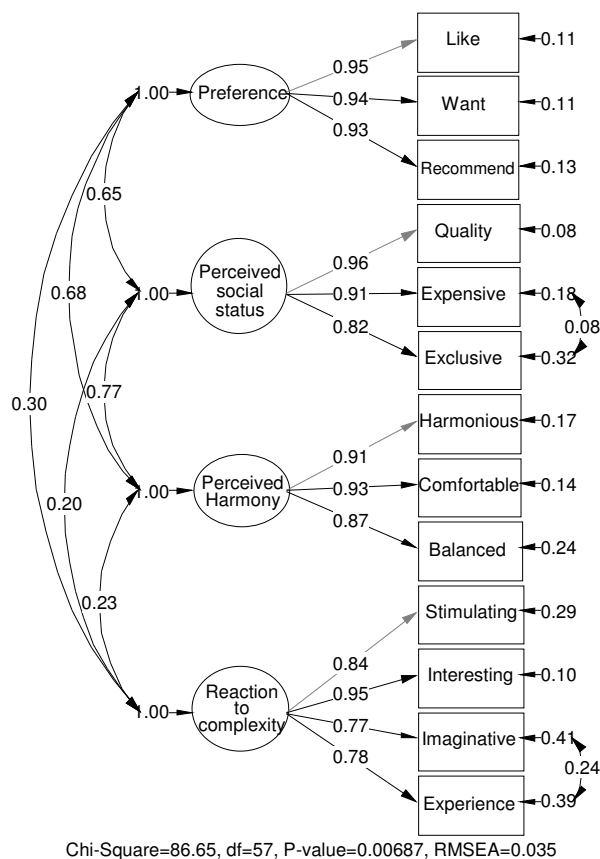 Like
0.11
0.95
1.00
Preference
0.94
Want
0.11
0.93
Recommend
0.13
0.65
Quality
0.08
0.96
0.68
1.00
Perceived
social
status
0.91
Expensive
0.18
0.08
0.82
Exclusive
0.32
0.30
0.77
Harmonious
0.17
0.91
0.20
1.00
Perceived
Harmony
0.93
Comfortable
0.14
0.87
Balanced
0.24
0.23
Stimulating
0.29
0.84
Interesting
0.10
0.95
1.00
Reaction
to
complexity
0.77
Imaginative
0.41
0.24
0.78
Experience
0.39
Chi-Square=86.65, df=57, P-value=0.00687, RMSEA=0.035